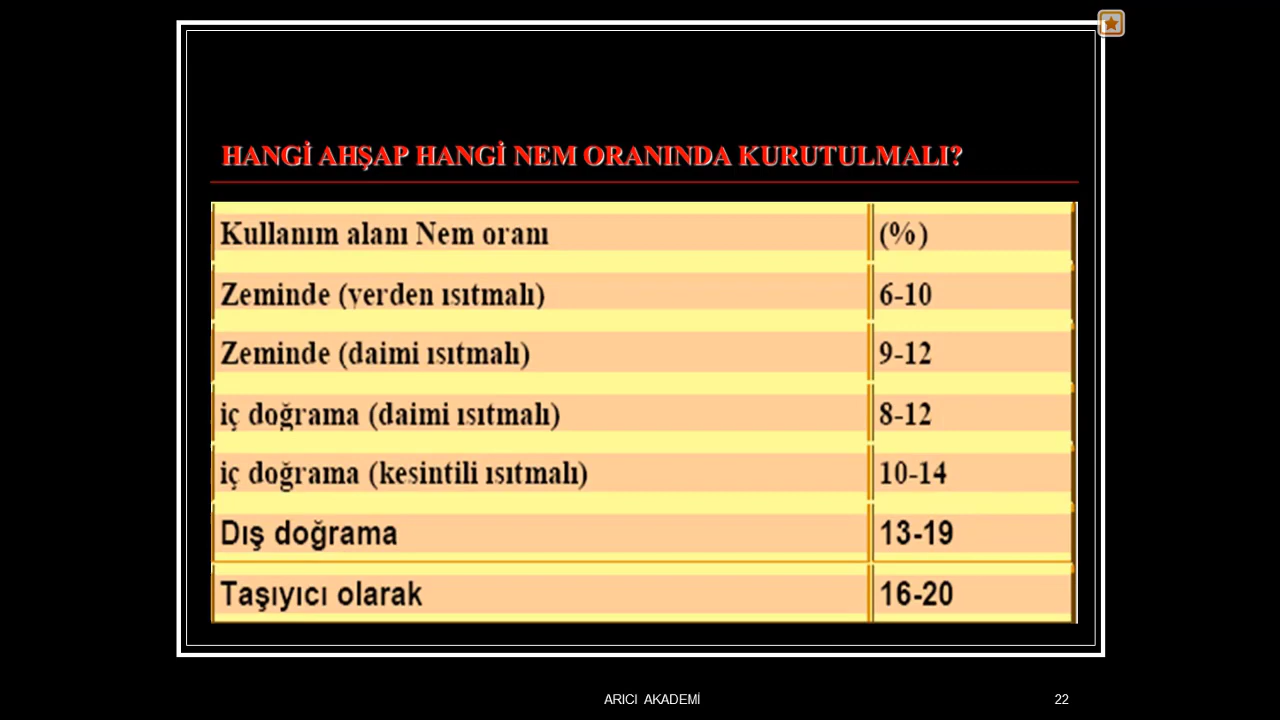 HANGİ AHŞAP HANGİ NEM ORANINDA KURUTULMALI?
Kullanım alanı Nem oranı (%)
Zeminde (yerden ısıtmalı) 6-10
Zeminde (daimi ısıtmalı) 9-12
iç doğrama (daimi ısıtmalı) 8-12
iç doğrama (kesintili ısıtmalı) 10-14
Dış doğrama 13-19
Taşıyıcı olarak 16-20
ARICI AKADEMİ 22